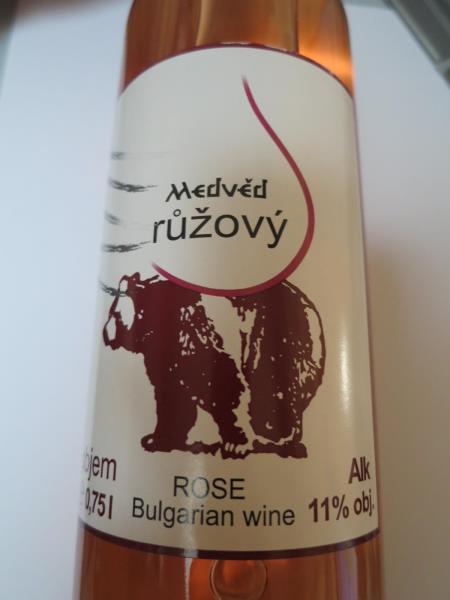 Medvěd
růžový
objem
0,75 l
ROSE
Bulgarian wine
Alk
11% obj.